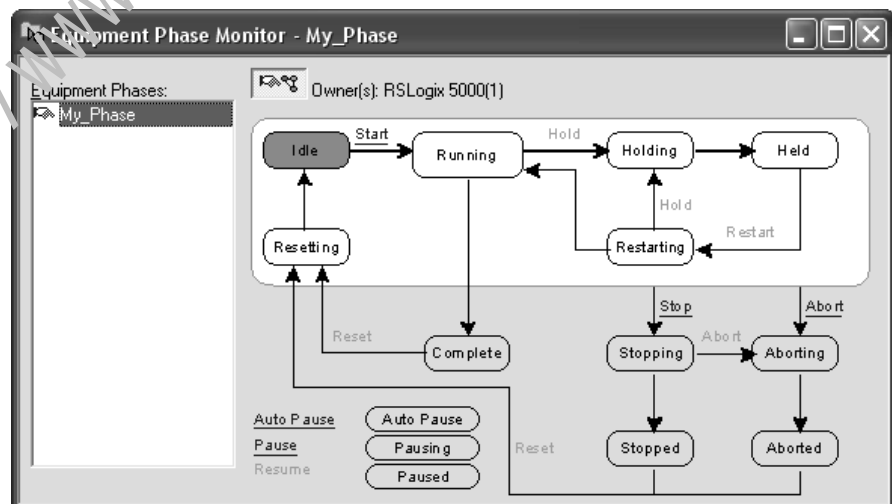 Equipment Phase Monitor - My_Phase
Equipment Phases:
My_Phase
Owner(s): RSLogix 5000(1)
Idle
Start
Running
Hold
Holding
Held
Hold
Resetting
Restarting
Restart
Stop
Abort
Reset
Complete
Stopping
Abort
Aborting
Auto Pause
Auto Pause
Pause
Pausing
Reset
Stopped
Aborted
Resume
Paused